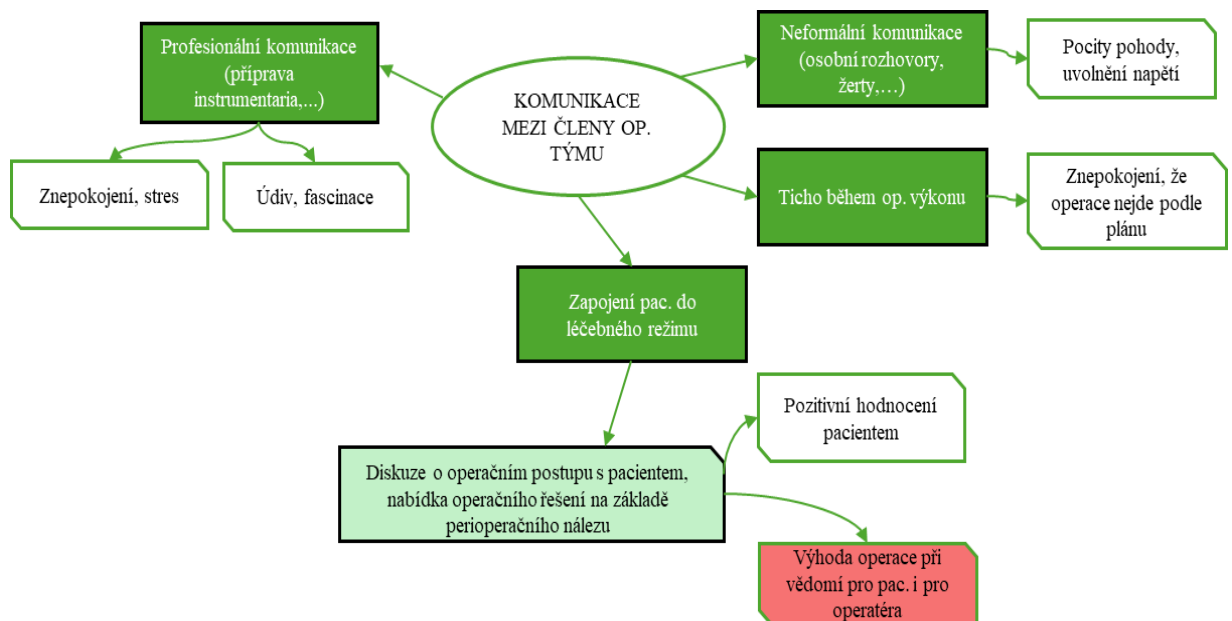 Profesionální komunikace
(příprava
instrumentaria,...)
Neformální komunikace
(osobní rozhovory,
žerty,…)
Pocity pohody,
uvolnění napětí
KOMUNIKACE
MEZI ČLENY OP.
TÝMU
Znepokojení, stres
Údiv, fascinace
Ticho během op. výkonu
Znepokojení, že
operace nejde podle
plánu
Zapojení pac. do
léčebného režimu
Pozitivní hodnocení
pacientem
Diskuze o operačním postupu s pacientem,
nabídka operačního řešení na základě
perioperačního nálezu
Výhoda operace při
vědomí pro pac. i pro
operatéra